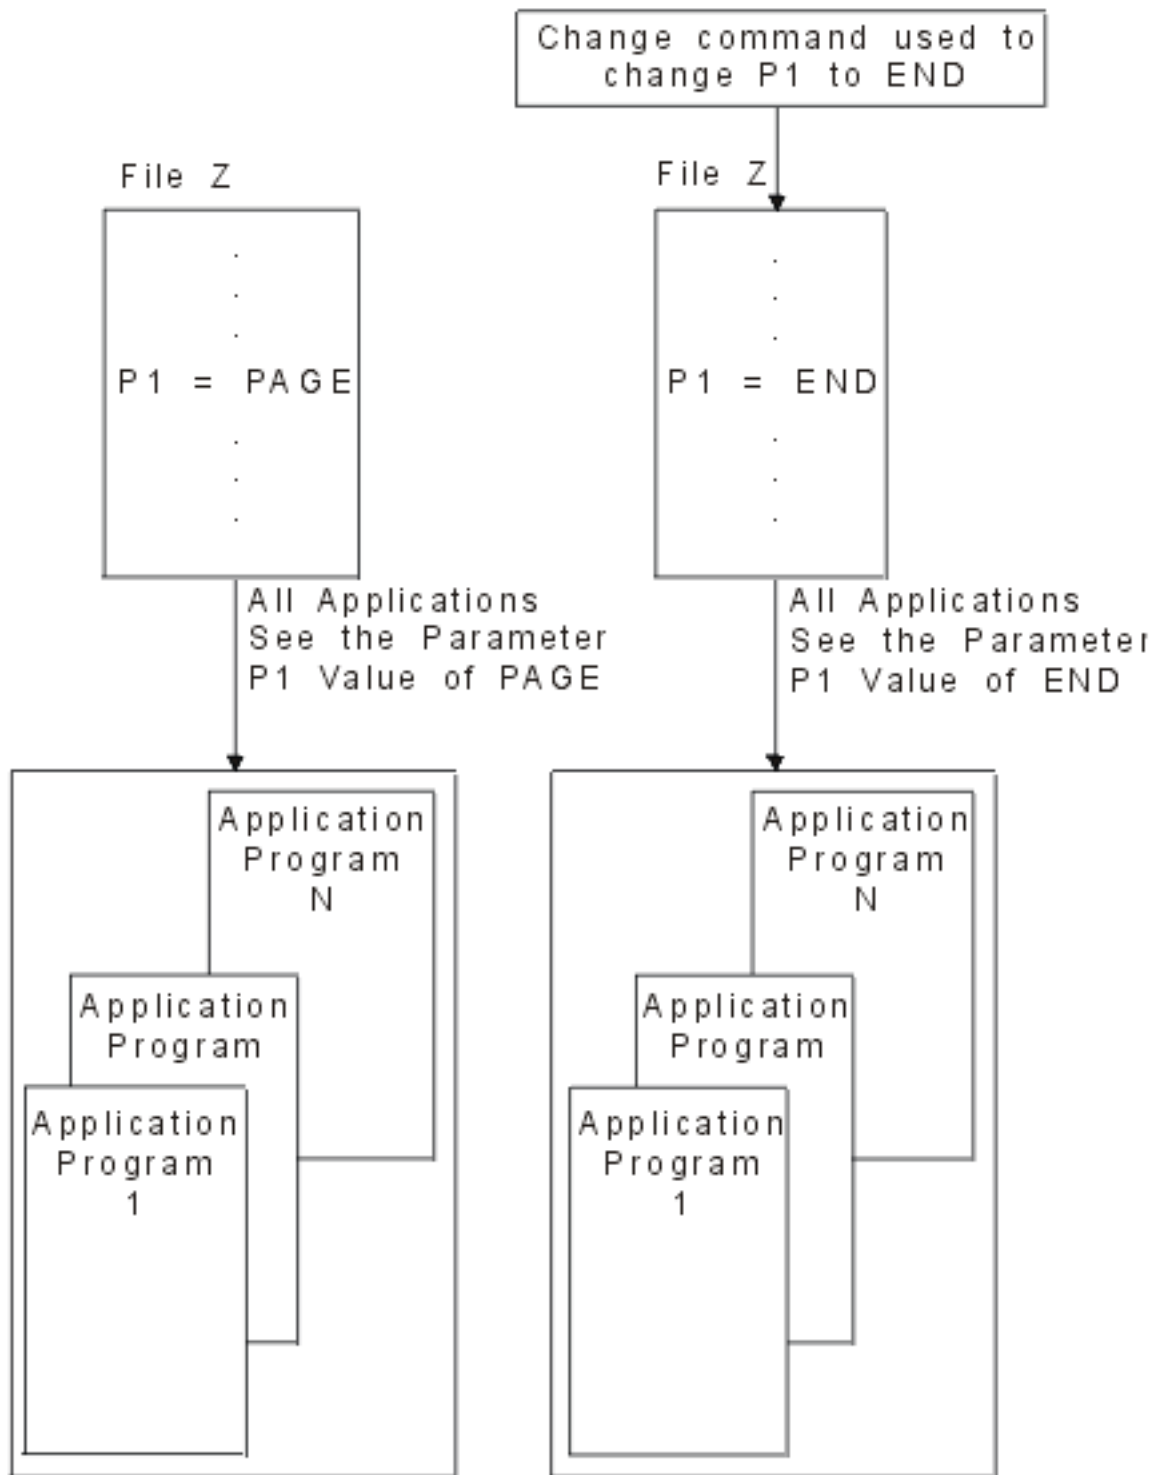 Change command used to
change P1 to END
File Z
.
.
.
P1 = PAGE
.
.
.
All Applications
See the Parameter
P1 Value of PAGE
Application
Program
N
Application
Program
Application
Program
1
File Z
.
.
.
P1 = END
.
.
.
All Applications
See the Parameter
P1 Value of END
Application
Program
N
Application
Program
Application
Program
1